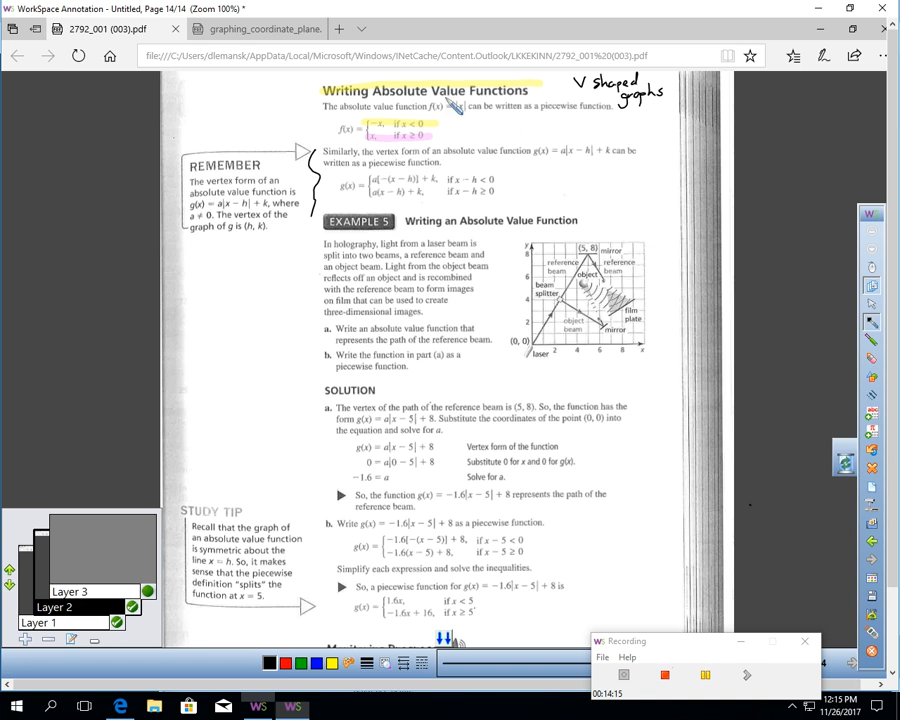 WorkSpace Annotation - Untitled, Page 14/14 (Zoom 100%) *
2792_001 (003).pdf
graphing_coordinate_plane.
file:///C:/Users/dlemansk/AppData/Local/Microsoft/Windows/INetCache/Content.Outlook/LKKEKINN/2792_001%20(003).pdf
Writing Absolute Value Functions
V shaped graphs
The absolute value function f(x) = |x| can be written as a piecewise function.
f(x) = { -x, if x < 0
x, if x ≥ 0
Similarly, the vertex form of an absolute value function g(x) = a|x − h| + k can be
written as a piecewise function.
g(x) = { a[−(x − h)] + k, if x − h < 0
a(x − h) + k, if x − h ≥ 0
REMEMBER
The vertex form of an
absolute value function is
g(x) = a|x − h| + k, where
a ≠ 0. The vertex of the
graph of g is (h, k).
EXAMPLE 5 Writing an Absolute Value Function
In holography, light from a laser beam is
split into two beams, a reference beam and
an object beam. Light from the object beam
reflects off an object and is recombined
with the reference beam to form images
on film that can be used to create
three-dimensional images.
a. Write an absolute value function that
represents the path of the reference beam.
b. Write the function in part (a) as a
piecewise function.
y
8
6
4
2
(5, 8) mirror
reference beam
reference beam
object
beam splitter
film plate
object beam
mirror
(0, 0)
laser
2 4 6 8 x
SOLUTION
a. The vertex of the path of the reference beam is (5, 8). So, the function has the
form g(x) = a|x − 5| + 8. Substitute the coordinates of the point (0, 0) into
the equation and solve for a.
g(x) = a|x − 5| + 8 Vertex form of the function
0 = a|0 − 5| + 8 Substitute 0 for x and 0 for g(x).
−1.6 = a Solve for a.
So, the function g(x) = −1.6|x − 5| + 8 represents the path of the
reference beam.
b. Write g(x) = −1.6|x − 5| + 8 as a piecewise function.
g(x) = { −1.6[−(x − 5)] + 8, if x − 5 < 0
−1.6(x − 5) + 8, if x − 5 ≥ 0
Simplify each expression and solve the inequalities.
So, a piecewise function for g(x) = −1.6|x − 5| + 8 is
g(x) = { 1.6x, if x < 5
−1.6x + 16, if x ≥ 5
STUDY TIP
Recall that the graph of
an absolute value function
is symmetric about the
line x = h. So, it makes
sense that the piecewise
definition "splits" the
function at x = 5.
Layer 3
Layer 2
Layer 1
Recording
File Help
00:14:15
4
12:15 PM
11/26/2017